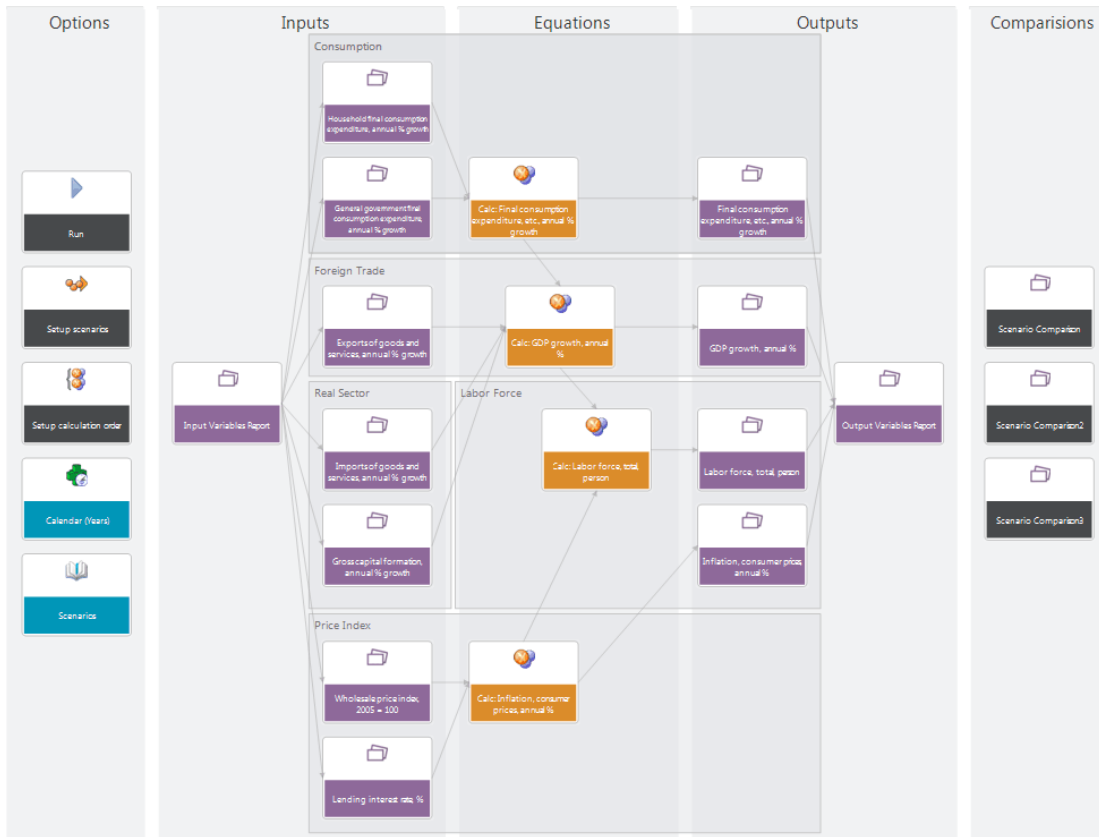 Options
Inputs
Equations
Outputs
Comparisions
Consumption
Household final consumption
expenditure, annual % growth
General government final
consumption expenditure,
annual % growth
Calc: Final consumption
expenditure, etc, annual %
growth
Final consumption
expenditure, etc, annual %
growth
Run
Setup scenarios
Setup calculation order
Calendar (Years)
Scenarios
Foreign Trade
Exports of goods and
services, annual % growth
Calc: GDP growth, annual
%
GDP growth, annual %
Input Variables Report
Real Sector
Imports of goods and
services, annual % growth
Gross capital formation,
annual % growth
Labor Force
Calc: Labor force, total,
person
Labor force, total, person
Inflation, consumer prices,
annual %
Output Variables Report
Price Index
Wholesale price index,
2005 = 100
Calc: Inflation, consumer
prices, annual %
Lending interest rate, %
Scenario Comparison
Scenario Comparison2
Scenario Comparison3